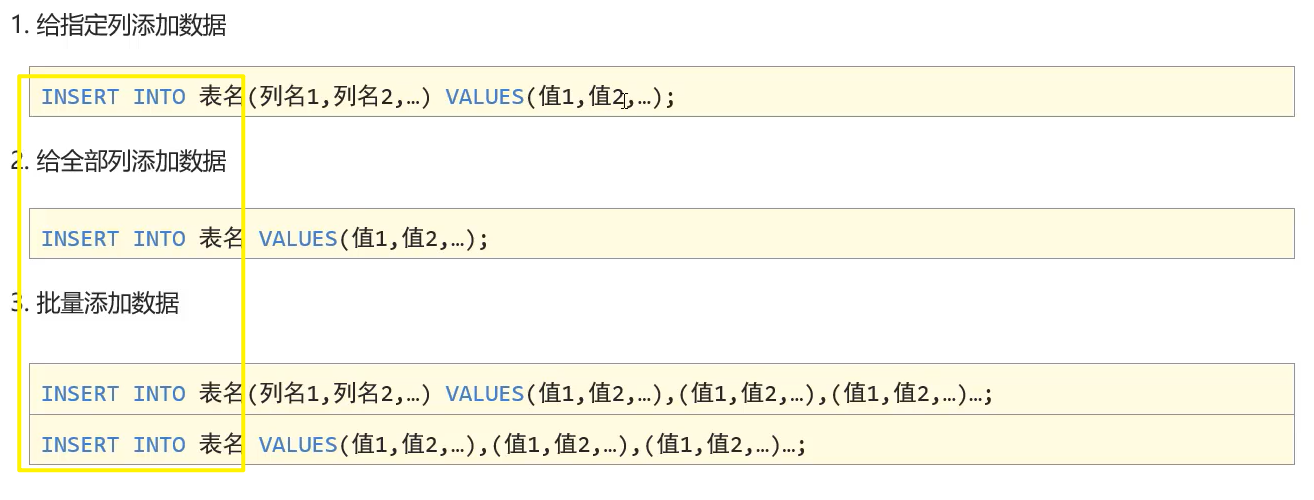 1. 给指定列添加数据
INSERT INTO 表名(列名1,列名2,…) VALUES(值1,值2,…);
2. 给全部列添加数据
INSERT INTO 表名 VALUES(值1,值2,…);
3. 批量添加数据
INSERT INTO 表名(列名1,列名2,…) VALUES(值1,值2,…),(值1,值2,…),(值1,值2,…)…;
INSERT INTO 表名 VALUES(值1,值2,…),(值1,值2,…),(值1,值2,…)…;